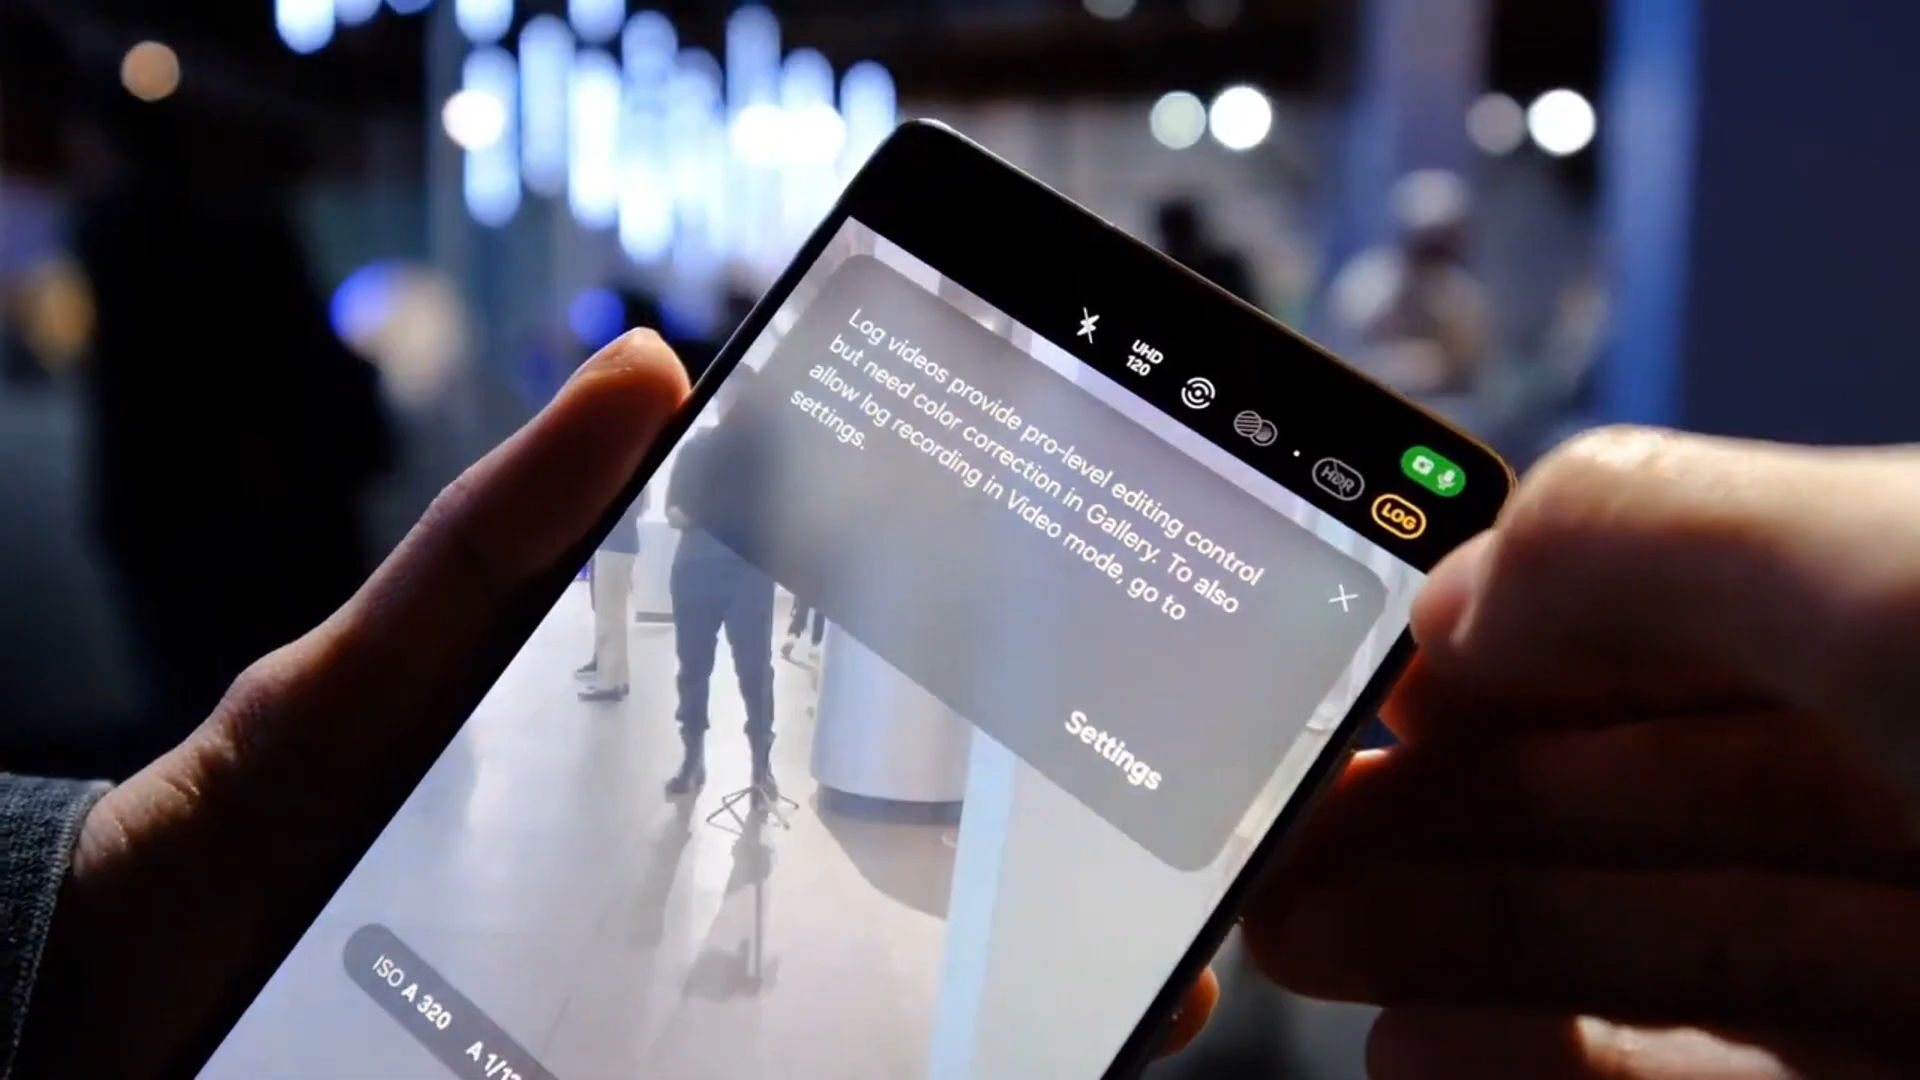 UHD
120
HDR
LOG
Log videos provide pro-level editing control
but need color correction in Gallery. To also
allow log recording in Video mode, go to
settings.
Settings
ISO A 320